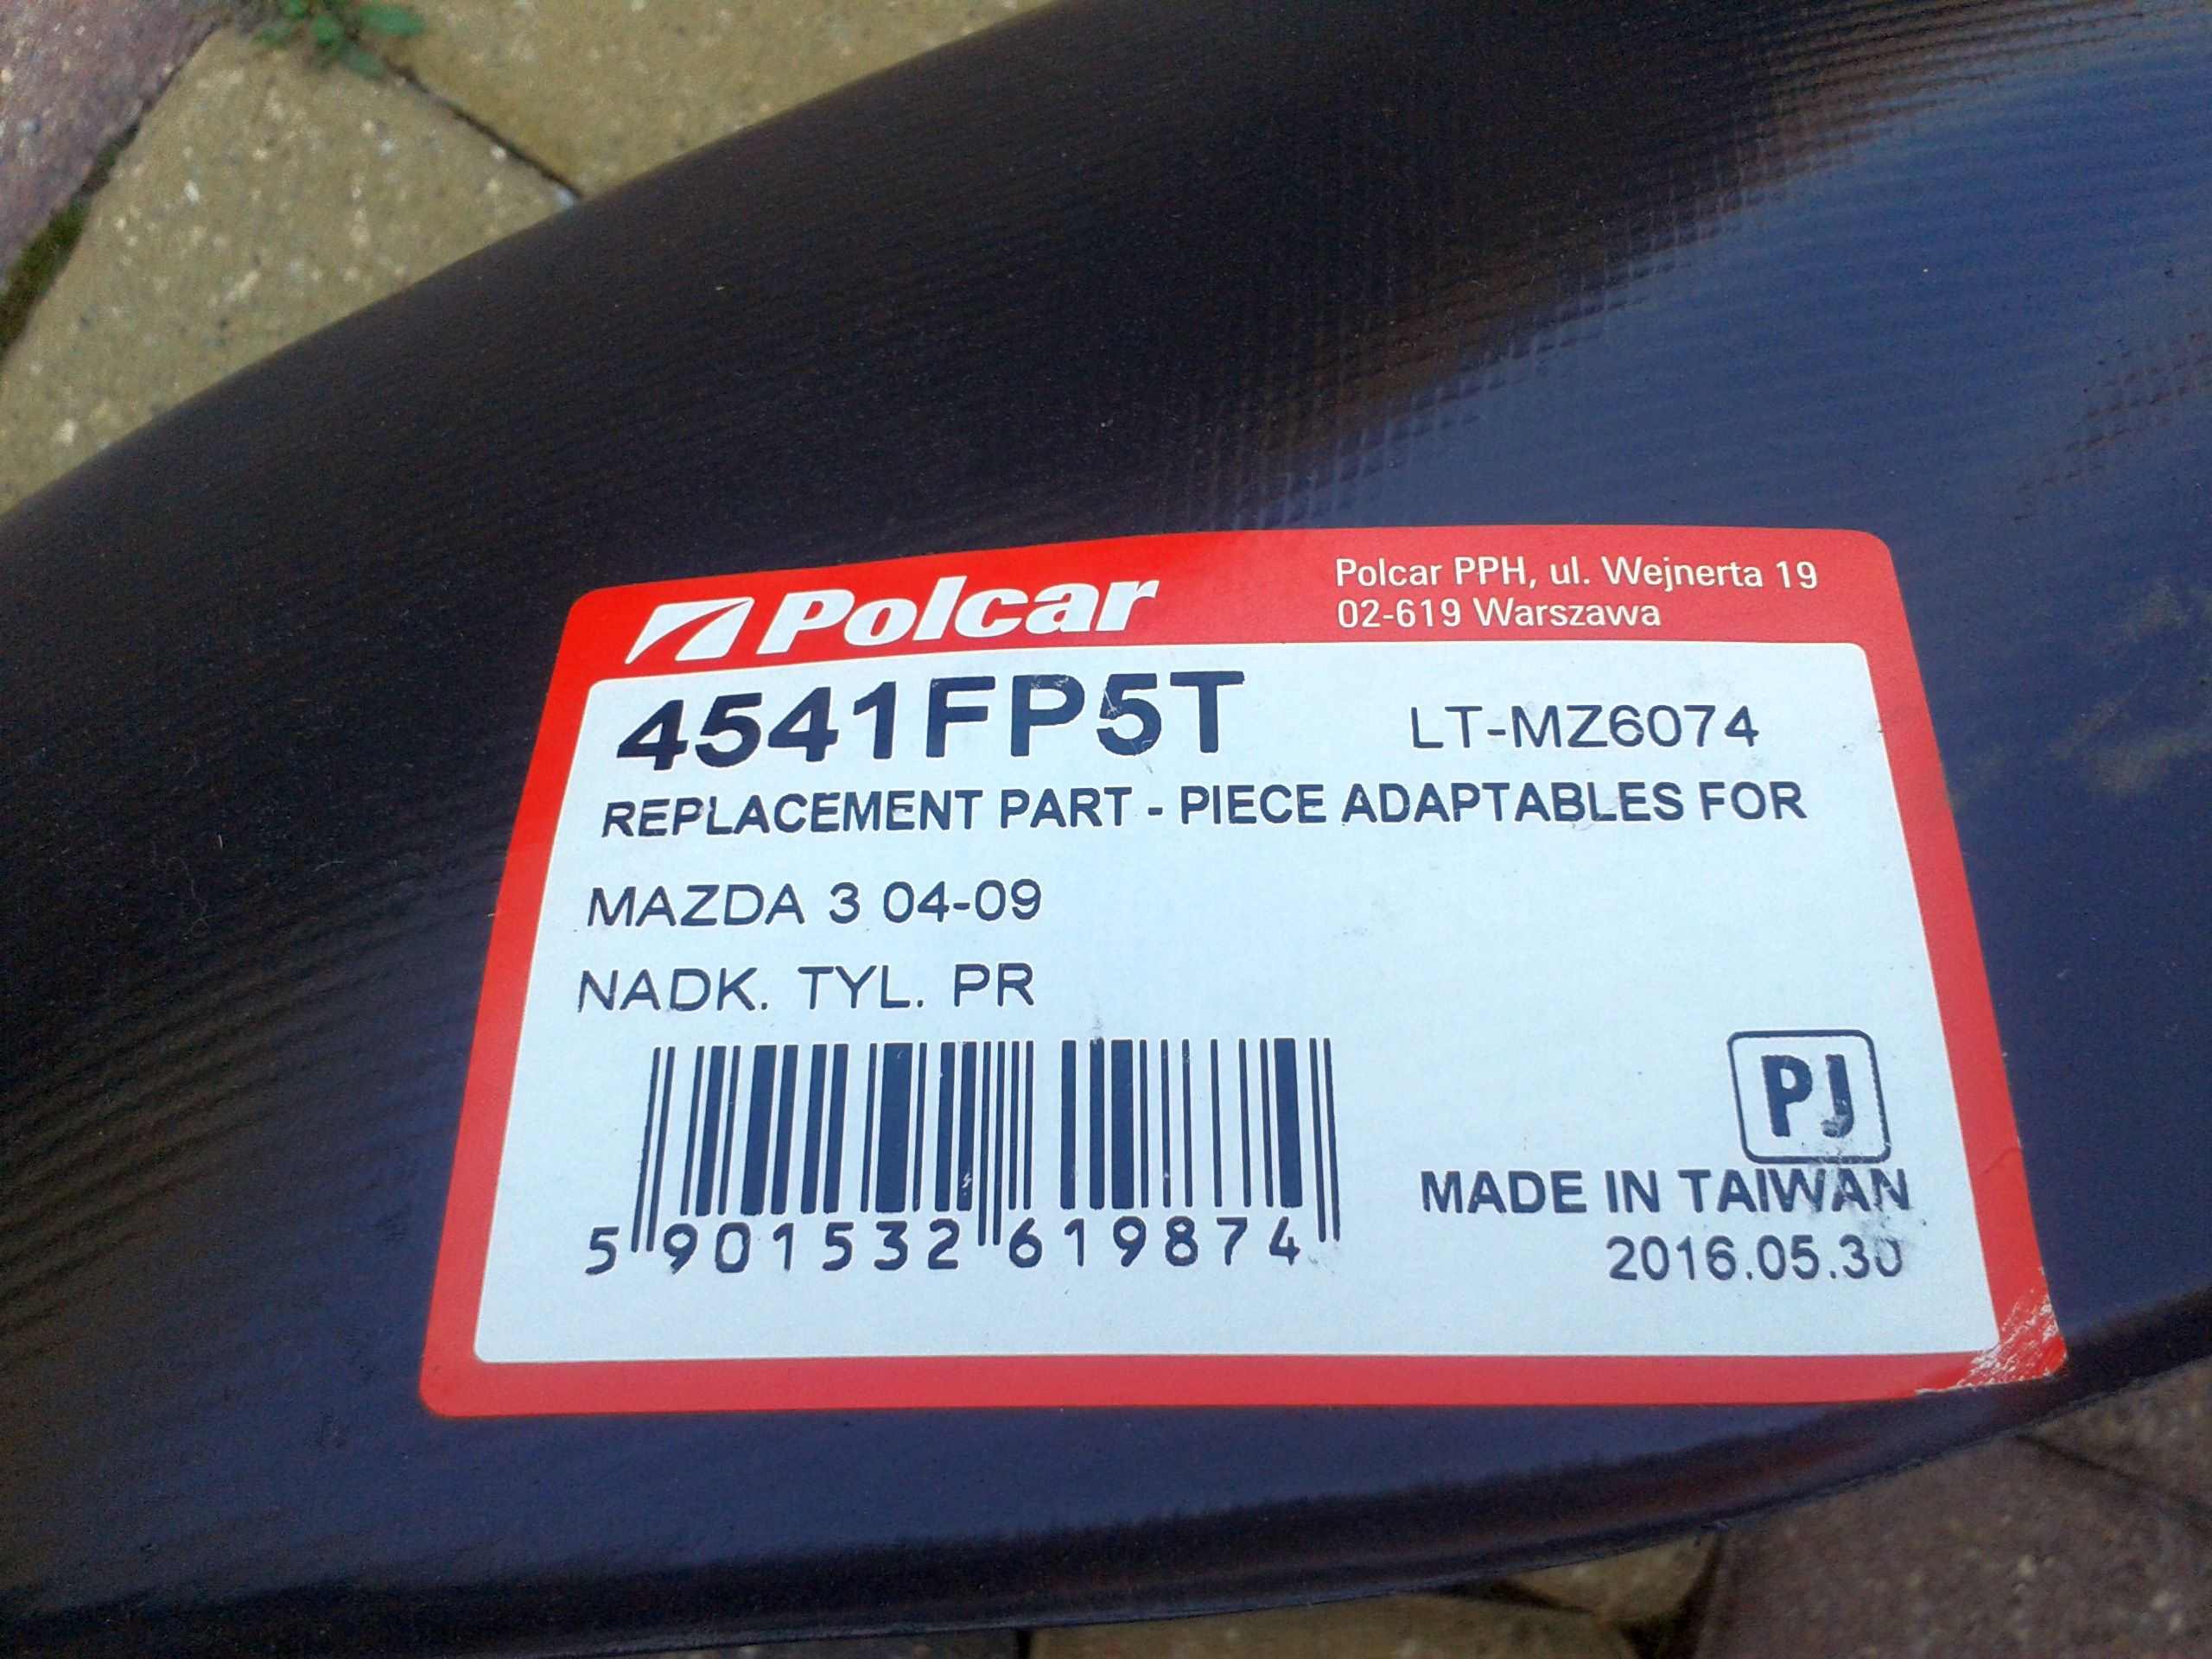 Polcar
Polcar PPH, ul. Wejnerta 19
02-619 Warszawa
4541FP5T
LT-MZ6074
REPLACEMENT PART - PIECE ADAPTABLES FOR
MAZDA 3 04-09
NADK. TYL. PR
5 901532 619874
PJ
MADE IN TAIWAN
2016.05.30